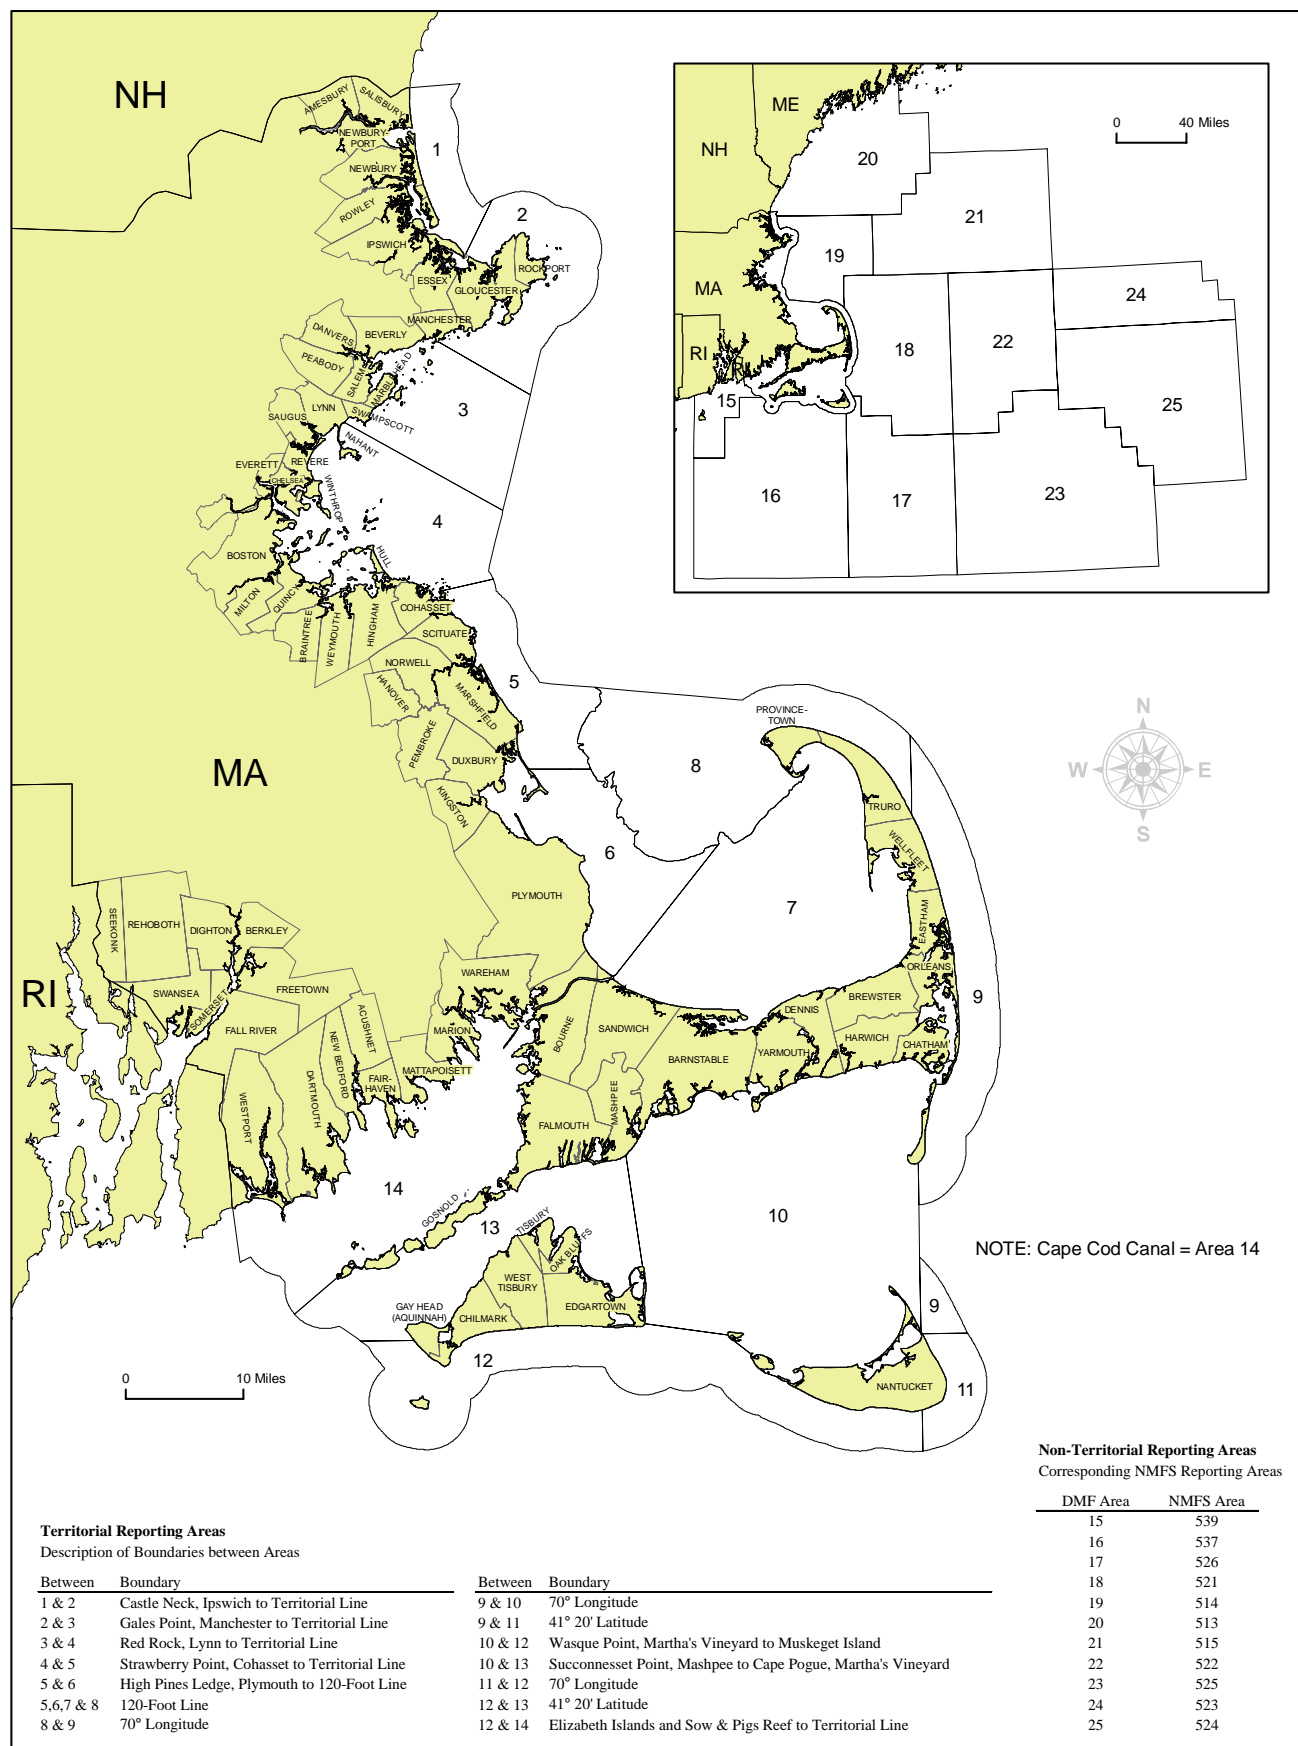 NH
MA
RI
AMESBURY
SALISBURY
NEWBURY-
PORT
NEWBURY
ROWLEY
IPSWICH
ESSEX
GLOUCESTER
ROCKPORT
MANCHESTER
BEVERLY
DANVERS
PEABODY
SALEM
MARBLEHEAD
LYNN
SWAMPSCOTT
SAUGUS
NAHANT
REVERE
EVERETT
CHELSEA
WINTHROP
BOSTON
HULL
MILTON
QUINCY
BRAINTREE
WEYMOUTH
HINGHAM
COHASSET
SCITUATE
NORWELL
HANOVER
MARSHFIELD
PEMBROKE
DUXBURY
KINGSTON
PLYMOUTH
PROVINCE-
TOWN
TRURO
WELLFLEET
EASTHAM
ORLEANS
BREWSTER
DENNIS
HARWICH
CHATHAM
YARMOUTH
BARNSTABLE
SANDWICH
BOURNE
MASHPEE
FALMOUTH
WAREHAM
MARION
MATTAPOISETT
FAIR-
HAVEN
ACUSHNET
NEW BEDFORD
DARTMOUTH
WESTPORT
FALL RIVER
FREETOWN
BERKLEY
DIGHTON
REHOBOTH
SEEKONK
SWANSEA
SOMERSET
GOSNOLD
TISBURY
OAK BLUFFS
WEST
TISBURY
EDGARTOWN
CHILMARK
GAY HEAD
(AQUINNAH)
NANTUCKET
1
2
3
4
5
6
7
8
9
9
10
11
12
13
14
NH
ME
MA
RI
RI
15
16
17
18
19
20
21
22
23
24
25
0 40 Miles
N
W E
S
NOTE: Cape Cod Canal = Area 14
0 10 Miles
Territorial Reporting Areas
Description of Boundaries between Areas
Between Boundary
1 & 2 Castle Neck, Ipswich to Territorial Line
2 & 3 Gales Point, Manchester to Territorial Line
3 & 4 Red Rock, Lynn to Territorial Line
4 & 5 Strawberry Point, Cohasset to Territorial Line
5 & 6 High Pines Ledge, Plymouth to 120-Foot Line
5,6,7 & 8 120-Foot Line
8 & 9 70° Longitude
Between Boundary
9 & 10 70° Longitude
9 & 11 41° 20' Latitude
10 & 12 Wasque Point, Martha's Vineyard to Muskeget Island
10 & 13 Succonnesset Point, Mashpee to Cape Pogue, Martha's Vineyard
11 & 12 70° Longitude
12 & 13 41° 20' Latitude
12 & 14 Elizabeth Islands and Sow & Pigs Reef to Territorial Line
Non-Territorial Reporting Areas
Corresponding NMFS Reporting Areas
DMF Area NMFS Area
15 539
16 537
17 526
18 521
19 514
20 513
21 515
22 522
23 525
24 523
25 524